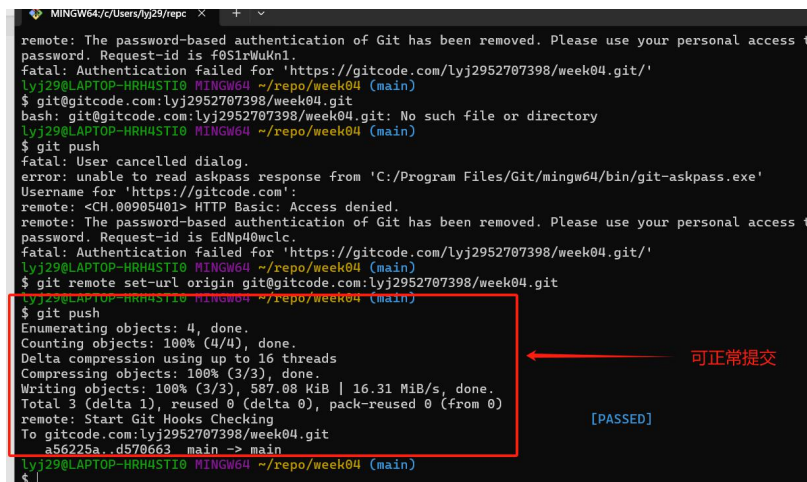 MINGW64:/c/Users/lyj29/repc × + ⌄
remote: The password-based authentication of Git has been removed. Please use your personal access
password. Request-id is f0S1rWuKn1.
fatal: Authentication failed for 'https://gitcode.com/lyj2952707398/week04.git/'
lyj29@LAPTOP-HRH4STI0 MINGW64 ~/repo/week04 (main)
$ git@gitcode.com:lyj2952707398/week04.git
bash: git@gitcode.com:lyj2952707398/week04.git: No such file or directory
lyj29@LAPTOP-HRH4STI0 MINGW64 ~/repo/week04 (main)
$ git push
fatal: User cancelled dialog.
error: unable to read askpass response from 'C:/Program Files/Git/mingw64/bin/git-askpass.exe'
Username for 'https://gitcode.com':
remote: <CH.00905401> HTTP Basic: Access denied.
remote: The password-based authentication of Git has been removed. Please use your personal access
password. Request-id is EdNp40wclc.
fatal: Authentication failed for 'https://gitcode.com/lyj2952707398/week04.git/'
lyj29@LAPTOP-HRH4STI0 MINGW64 ~/repo/week04 (main)
$ git remote set-url origin git@gitcode.com:lyj2952707398/week04.git
lyj29@LAPTOP-HRH4STI0 MINGW64 ~/repo/week04 (main)
$ git push
Enumerating objects: 4, done.
Counting objects: 100% (4/4), done.
Delta compression using up to 16 threads
可正常提交
Compressing objects: 100% (3/3), done.
Writing objects: 100% (3/3), 587.08 KiB | 16.31 MiB/s, done.
Total 3 (delta 1), reused 0 (delta 0), pack-reused 0 (from 0)
remote: Start Git Hooks Checking [PASSED]
To gitcode.com:lyj2952707398/week04.git
a56225a..d570663 main -> main
lyj29@LAPTOP-HRH4STI0 MINGW64 ~/repo/week04 (main)
$